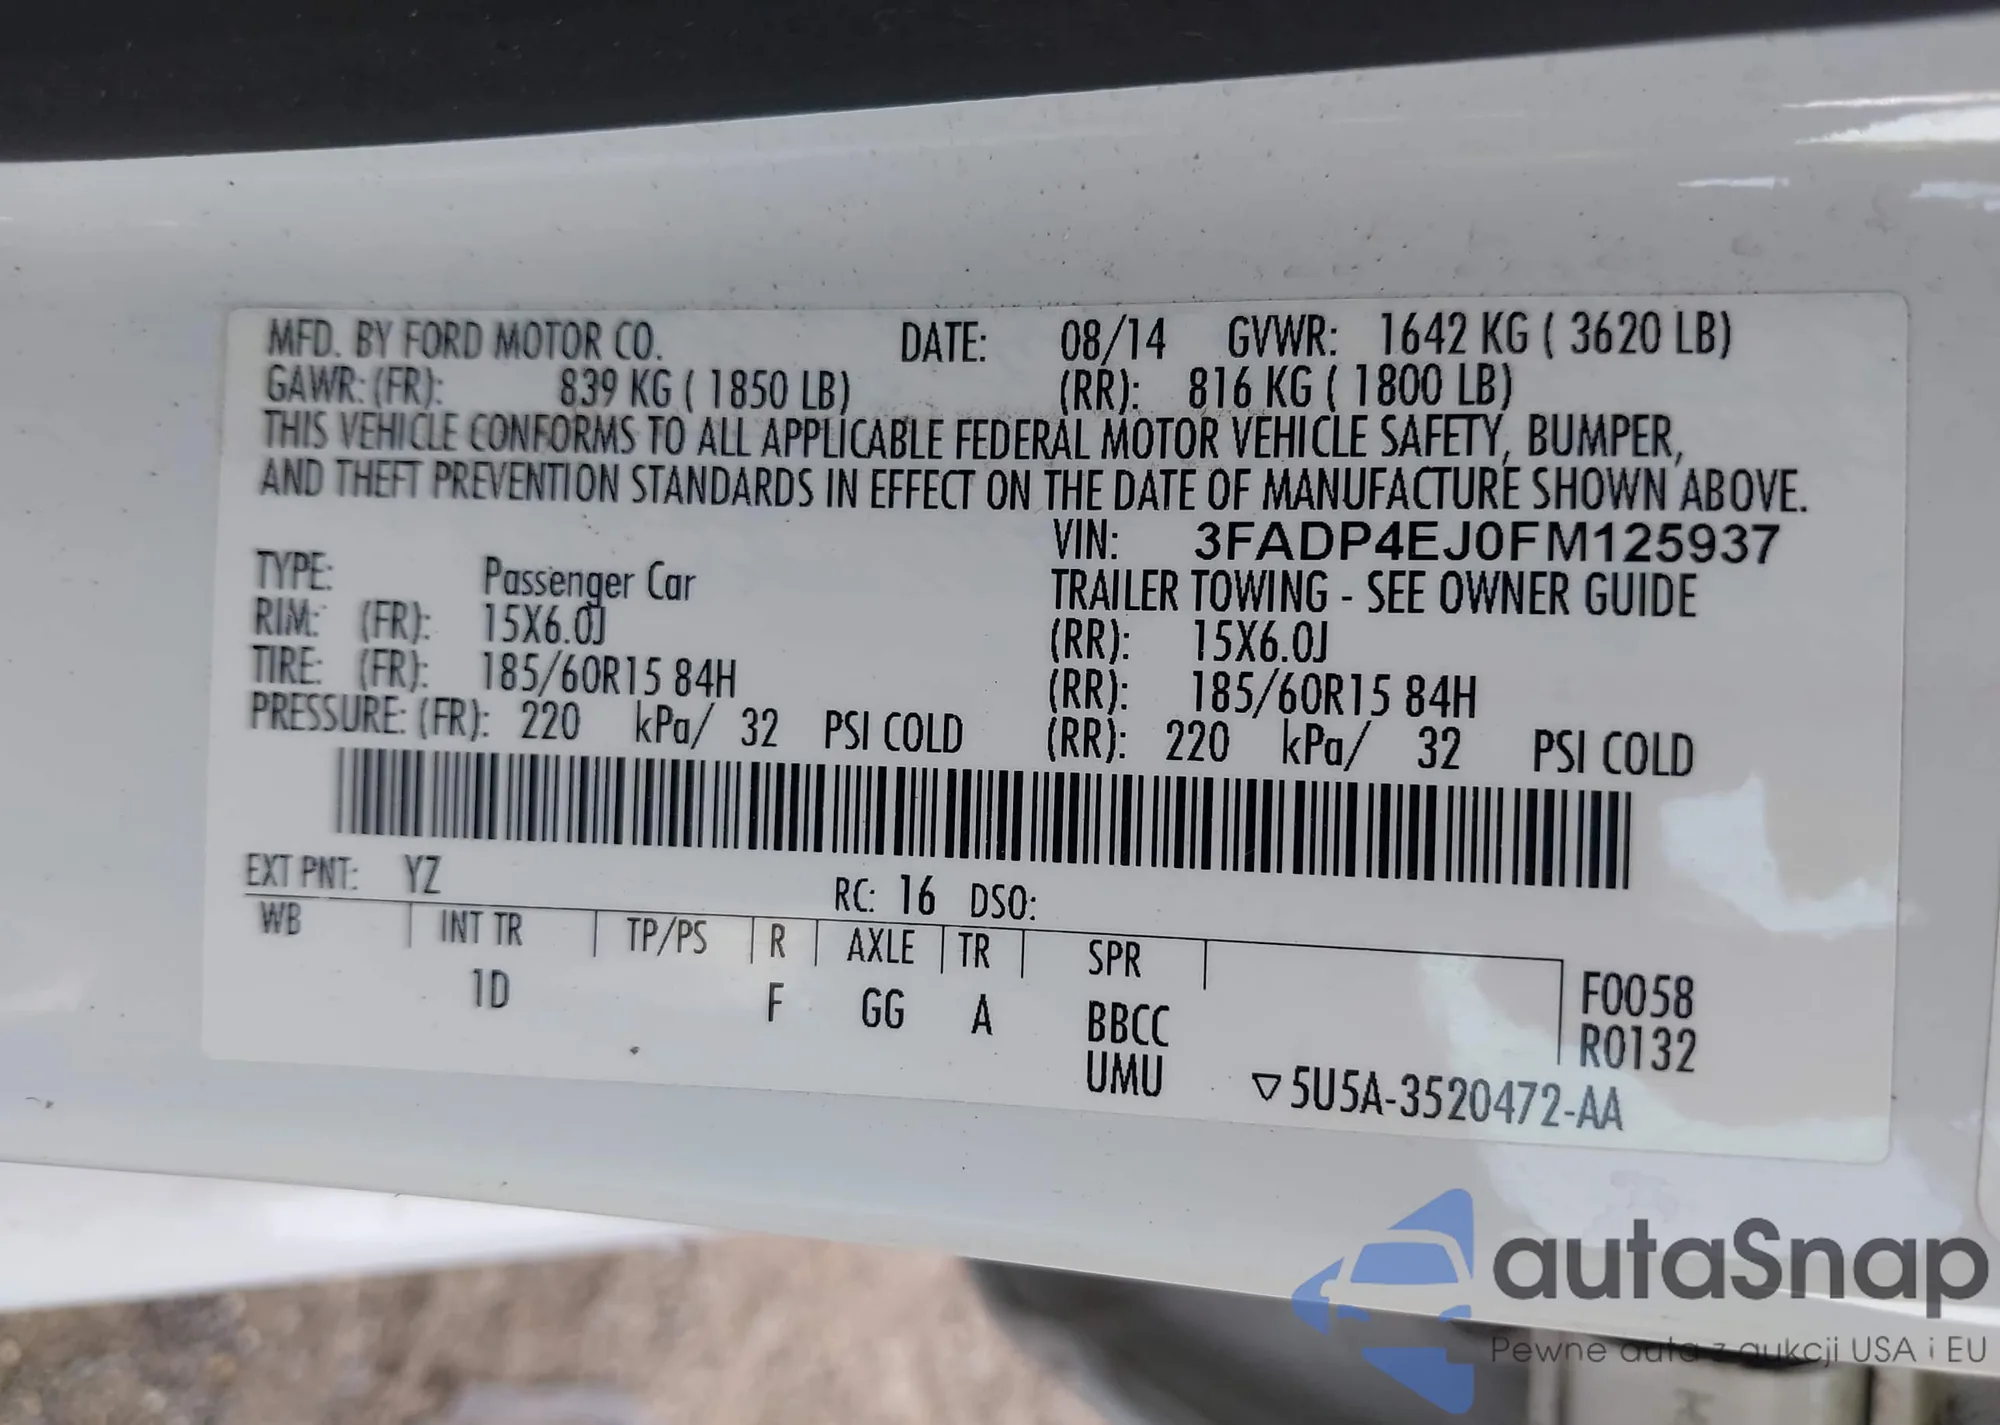 MFD. BY FORD MOTOR CO. DATE: 08/14 GVWR: 1642 KG ( 3620 LB)
GAWR: (FR): 839 KG ( 1850 LB) (RR): 816 KG ( 1800 LB)
THIS VEHICLE CONFORMS TO ALL APPLICABLE FEDERAL MOTOR VEHICLE SAFETY, BUMPER,
AND THEFT PREVENTION STANDARDS IN EFFECT ON THE DATE OF MANUFACTURE SHOWN ABOVE.
VIN: 3FADP4EJ0FM125937
TYPE: Passenger Car TRAILER TOWING - SEE OWNER GUIDE
RIM: (FR): 15X6.0J (RR): 15X6.0J
TIRE: (FR): 185/60R15 84H (RR): 185/60R15 84H
PRESSURE: (FR): 220 kPa/ 32 PSI COLD (RR): 220 kPa/ 32 PSI COLD
EXT PNT: YZ RC: 16 DSO:
WB INT TR TP/PS R AXLE TR SPR
1D F GG A BBCC F0058
UMU R0132
▽5U5A-3520472-AA
autaSnap
Pewne auta z aukcji USA i EU